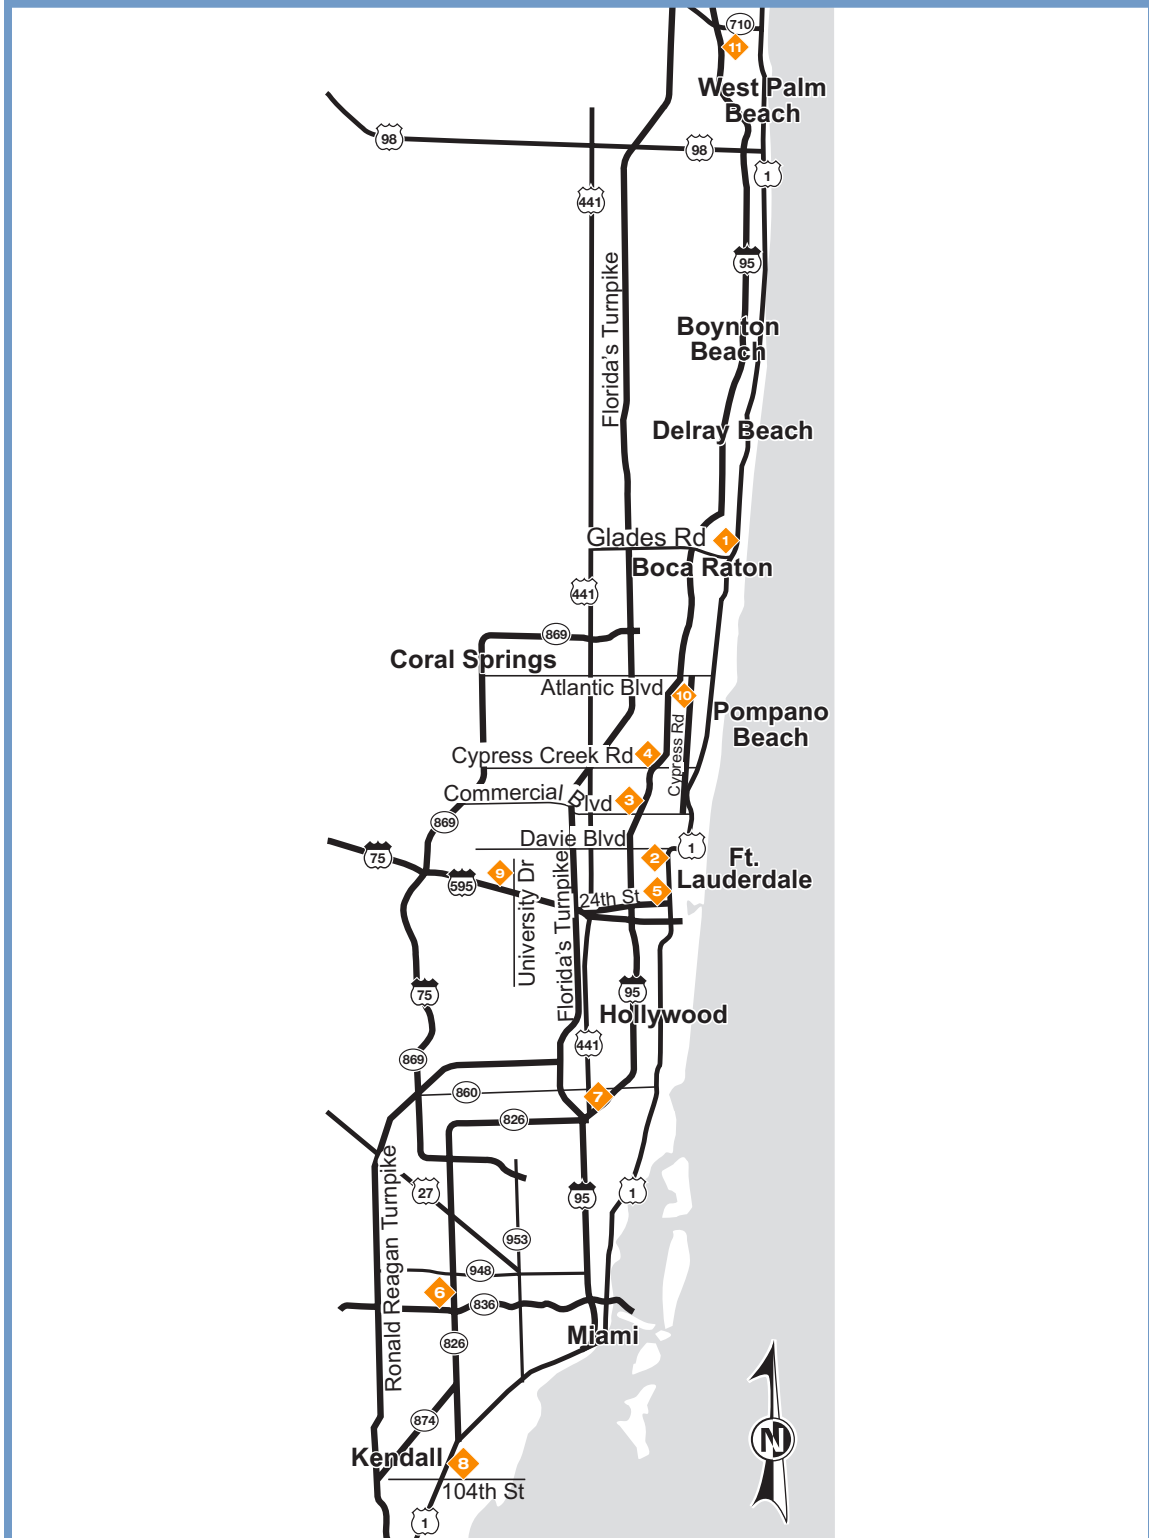 710
11
West Palm
Beach
98
98
1
441
Florida's Turnpike
95
Boynton
Beach
Delray Beach
Glades Rd
1
Boca Raton
441
869
Coral Springs
Atlantic Blvd
10
Pompano
Beach
Cypress Rd
Cypress Creek Rd
4
Commercial Blvd
3
869
Davie Blvd
1
75
2
Ft.
Lauderdale
9
595
5
24th St
University Dr
Florida's Turnpike
75
95
Hollywood
441
869
860
7
826
Ronald Reagan Turnpike
27
95
1
953
948
6
836
826
Miami
874
Kendall
8
104th St
1
N